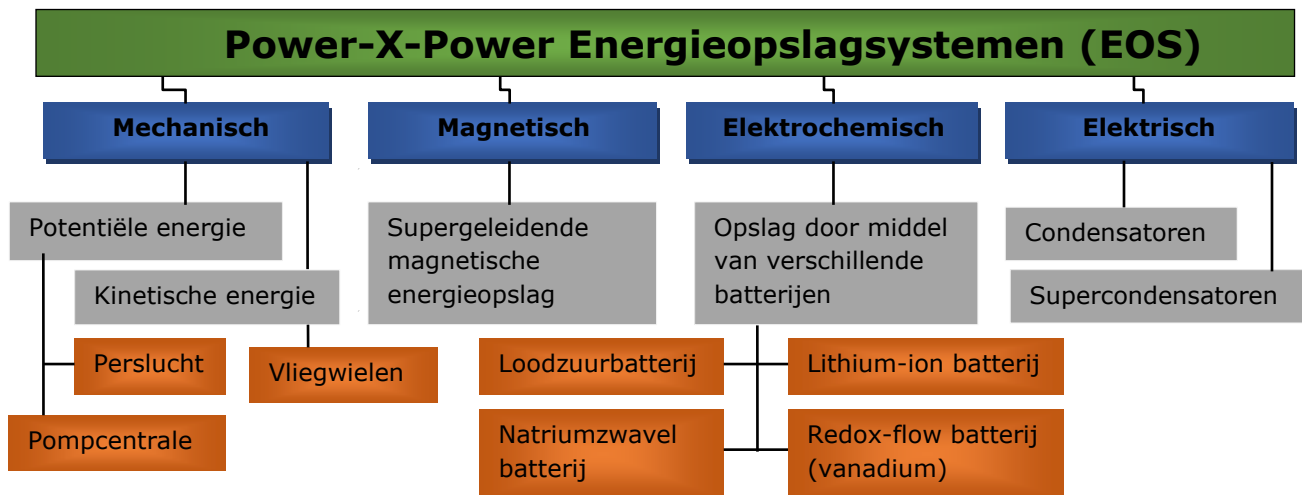 Power-X-Power Energieopslagsystemen (EOS)
Mechanisch
Magnetisch
Elektrochemisch
Elektrisch
Potentiële energie
Kinetische energie
Perslucht
Vliegwielen
Pompcentrale
Supergeleidende
magnetische
energieopslag
Opslag door middel
van verschillende
batterijen
Loodzuurbatterij
Lithium-ion batterij
Natriumzwavel
batterij
Redox-flow batterij
(vanadium)
Condensatoren
Supercondensatoren